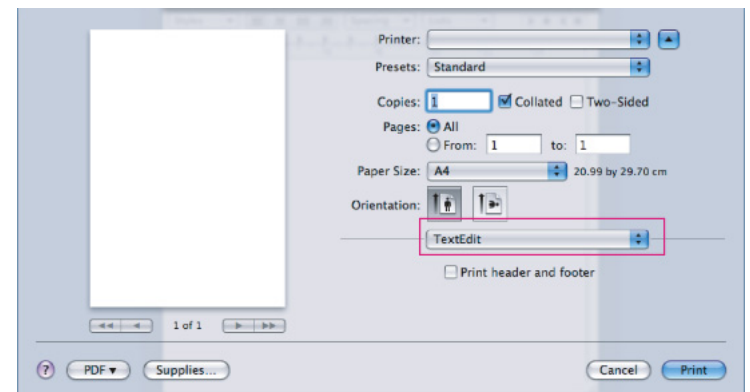 Printer:
Presets: Standard
Copies: 1 Collated Two-Sided
Pages: All
From: 1 to: 1
Paper Size: A4 20.99 by 29.70 cm
Orientation:
TextEdit
Print header and footer
1 of 1
? PDF Supplies... Cancel Print